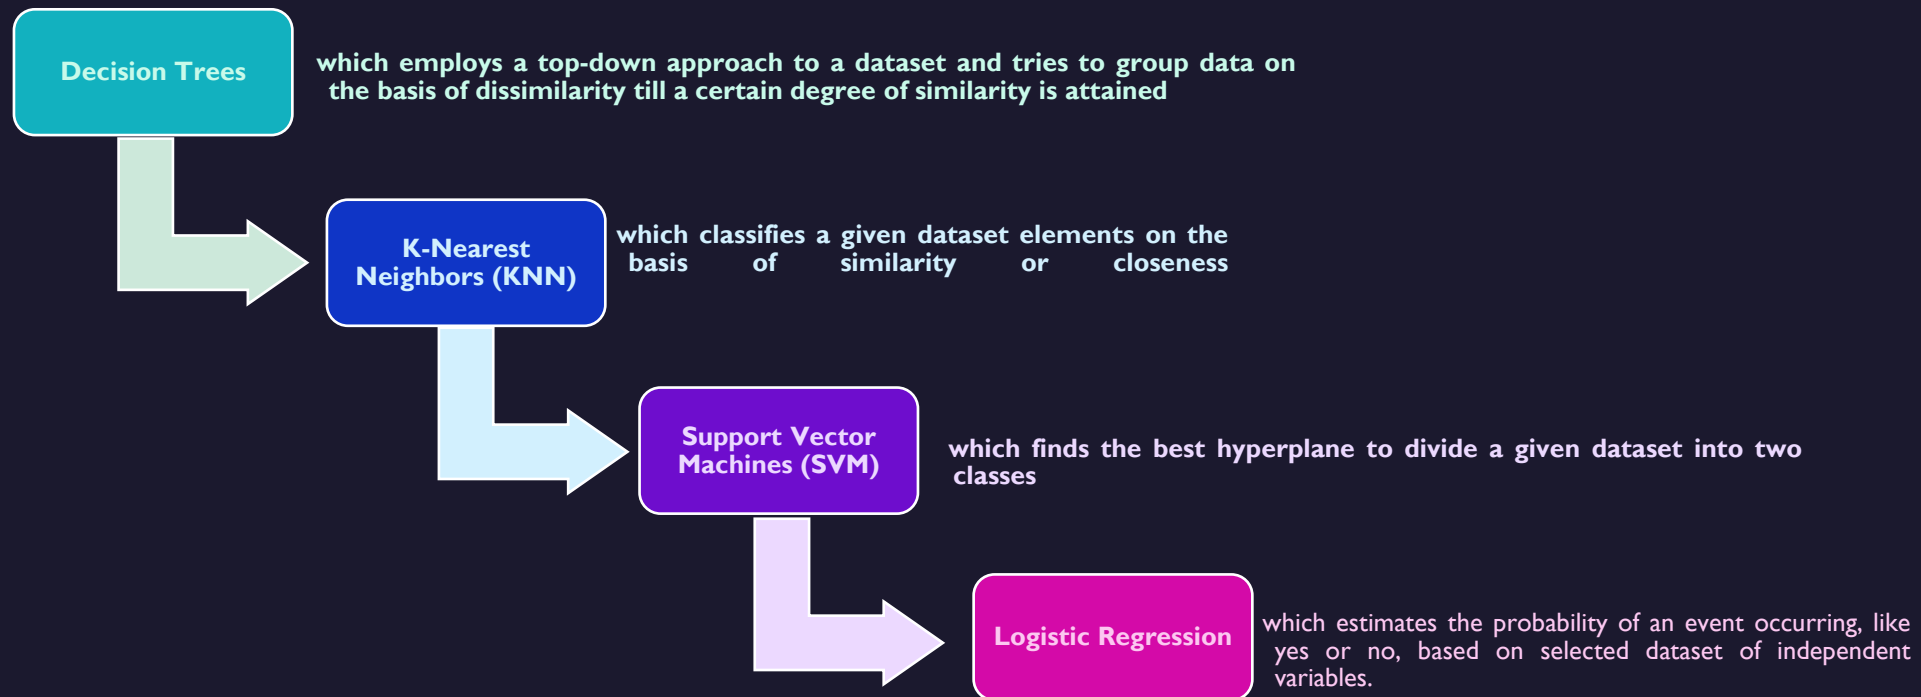 Decision Trees
which employs a top-down approach to a dataset and tries to group data on
the basis of dissimilarity till a certain degree of similarity is attained
K-Nearest
Neighbors (KNN)
which classifies a given dataset elements on the
basis of similarity or closeness
Support Vector
Machines (SVM)
which finds the best hyperplane to divide a given dataset into two
classes
Logistic Regression
which estimates the probability of an event occurring, like
yes or no, based on selected dataset of independent
variables.